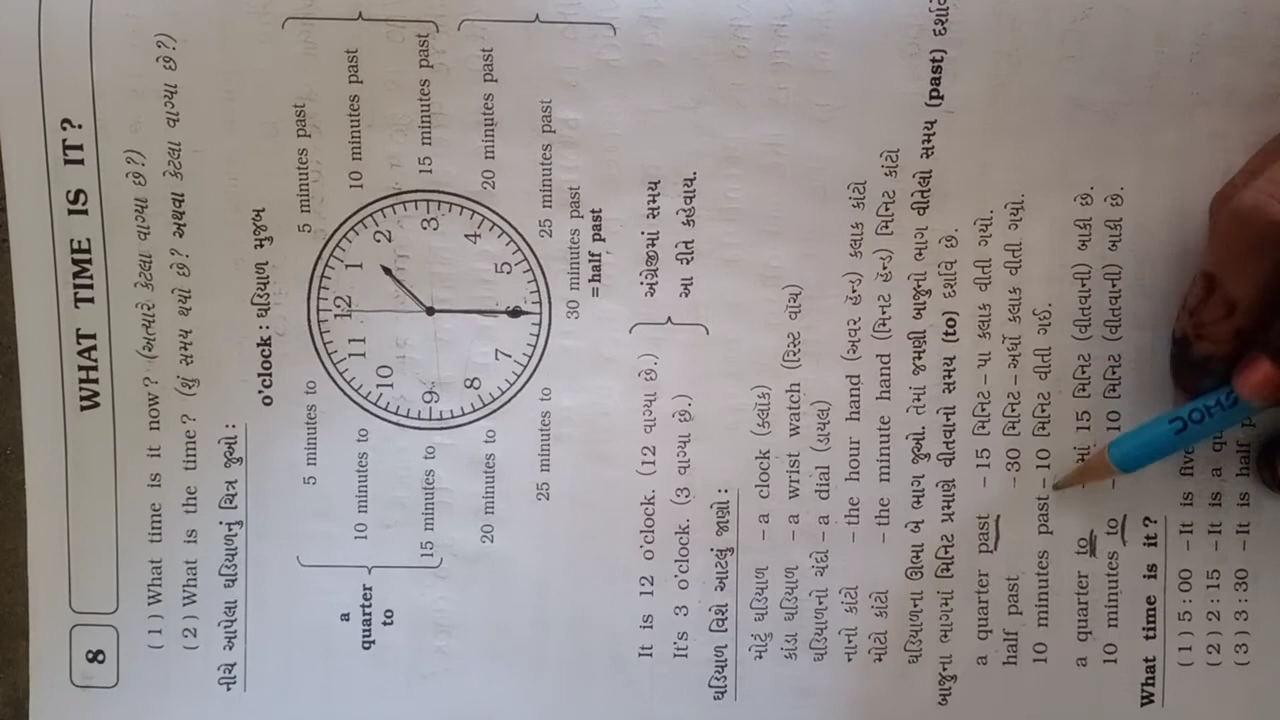 8
WHAT TIME IS IT ?
( 1 ) What time is it now ? (અત્યારે કેટલા વાગ્યા છે ?)
( 2 ) What is the time ? (શું સમય થયો છે ? અથવા કેટલા વાગ્યા છે ?)
નીચે આપેલા ઘડિયાળનું ચિત્ર જુઓ :
o'clock : ઘડિયાળ મુજબ
5 minutes to
5 minutes past
10 minutes to
10 minutes past
a quarter to
15 minutes to
15 minutes past
20 minutes to
20 minutes past
25 minutes to
25 minutes past
30 minutes past
= half past
12
1
2
3
4
5
6
7
8
9
10
11
It is 12 o'clock. (12 વાગ્યા છે.)
It's 3 o'clock. (3 વાગ્યા છે.)
અંગ્રેજીમાં સમય
આ રીતે કહેવાય.
ઘડિયાળ વિશે આટલું જાણો :
મોટું ઘડિયાળ – a clock (ક્લૉક)
કાંડા ઘડિયાળ – a wrist watch (રિસ્ટ વૉચ)
ઘડિયાળનો ચંદો – a dial (ડાયલ)
નાનો કાંટો – the hour hand (અવર હૅન્ડ) કલાક કાંટો
મોટો કાંટો – the minute hand (મિનિટ હૅન્ડ) મિનિટ કાંટો
ઘડિયાળના ઊભા બે ભાગ જુઓ. તેમાં જમણી બાજુનો ભાગ વીતેલો સમય (past) દર્શાવે
બાજુના ભાગમાં મિનિટ પ્રમાણે વીતવાનો સમય (to) દર્શાવે છે.
a quarter past – 15 મિનિટ – પા કલાક વીતી ગયો.
half past – 30 મિનિટ – અર્ધો કલાક વીતી ગયો.
10 minutes past – 10 મિનિટ વીતી ગઈ.
a quarter to – 15 મિનિટ (વીતવાની) બાકી છે.
10 minutes to – 10 મિનિટ (વીતવાની) બાકી છે.
What time is it ?
( 1 ) 5 : 00 – It is five
( 2 ) 2 : 15 – It is a
( 3 ) 3 : 30 – It is half
DOMS